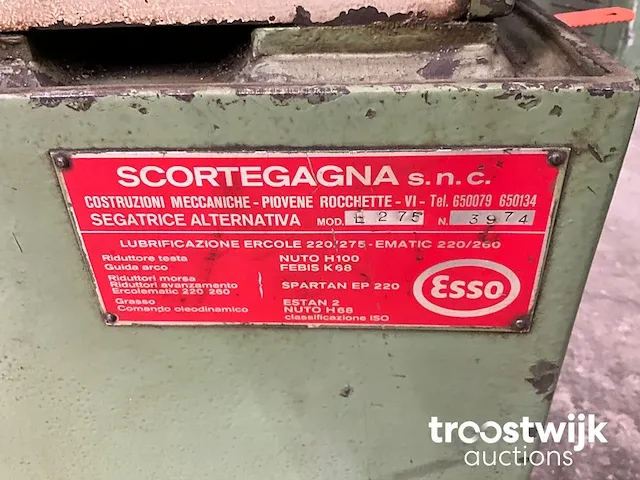 SCORTEGAGNA s.n.c.
COSTRUZIONI MECCANICHE - PIOVENE ROCCHETTE - VI - Tel. 650079 650134
SEGATRICE ALTERNATIVA MOD. E 275 N. 3974
LUBRIFICAZIONE ERCOLE 220/275 - EMATIC 220/260
Riduttore testa NUTO H100
Guida arco FEBIS K68
Riduttori morsa
Riduttori avanzamento SPARTAN EP 220
Ercolematic 220 260
Grasso ESTAN 2
Comando oleodinamico NUTO H68
classificazione ISO
Esso
troostwijk
auctions